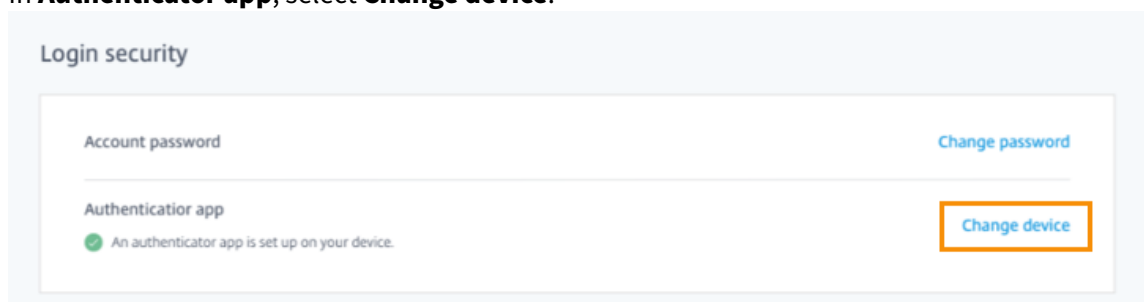 In Authenticator app, select Change device.
Login security
Account password Change password
Authenticatior app
Change device
An authenticator app is set up on your device.